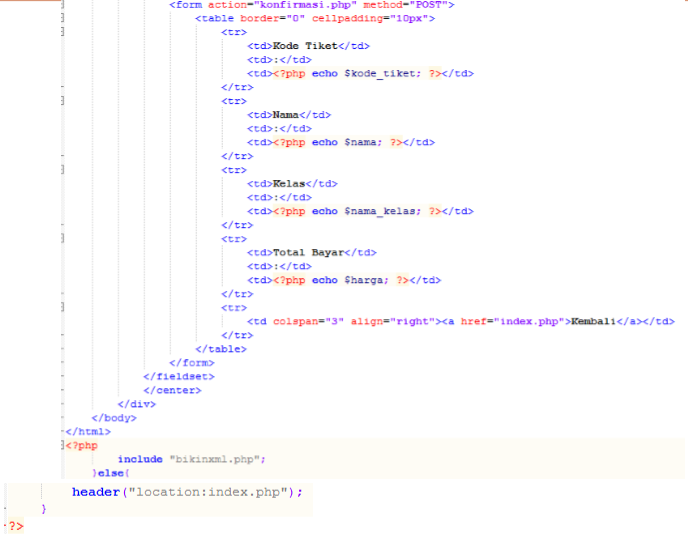 <form action="konfirmasi.php" method="POST">
<table border="0" cellpadding="10px">
<tr>
<td>Kode Tiket</td>
<td>:</td>
<td><?php echo $kode_tiket; ?></td>
</tr>
<tr>
<td>Nama</td>
<td>:</td>
<td><?php echo $nama; ?></td>
</tr>
<tr>
<td>Kelas</td>
<td>:</td>
<td><?php echo $nama_kelas; ?></td>
</tr>
<tr>
<td>Total Bayar</td>
<td>:</td>
<td><?php echo $harga; ?></td>
</tr>
<tr>
<td colspan="3" align="right"><a href="index.php">Kembali</a></td>
</tr>
</table>
</form>
</fieldset>
</center>
</div>
</body>
</html>
<?php
include "bikinxml.php";
}else{
header("location:index.php");
}
?>